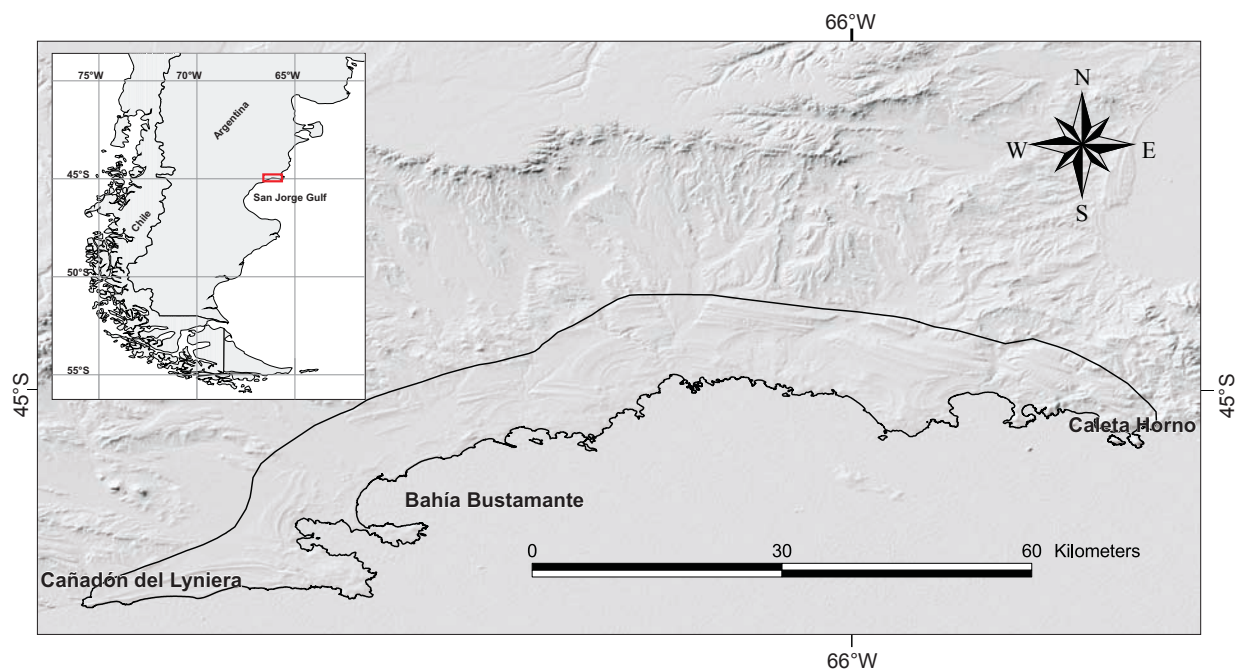 66°W
75°W 70°W 65°W
Argentina
45°S
San Jorge Gulf
Chile
50°S
55°S
N
W E
S
45°S 45°S
Caleta Horno
Bahía Bustamante
0 30 60 Kilometers
Cañadón del Lyniera
66°W